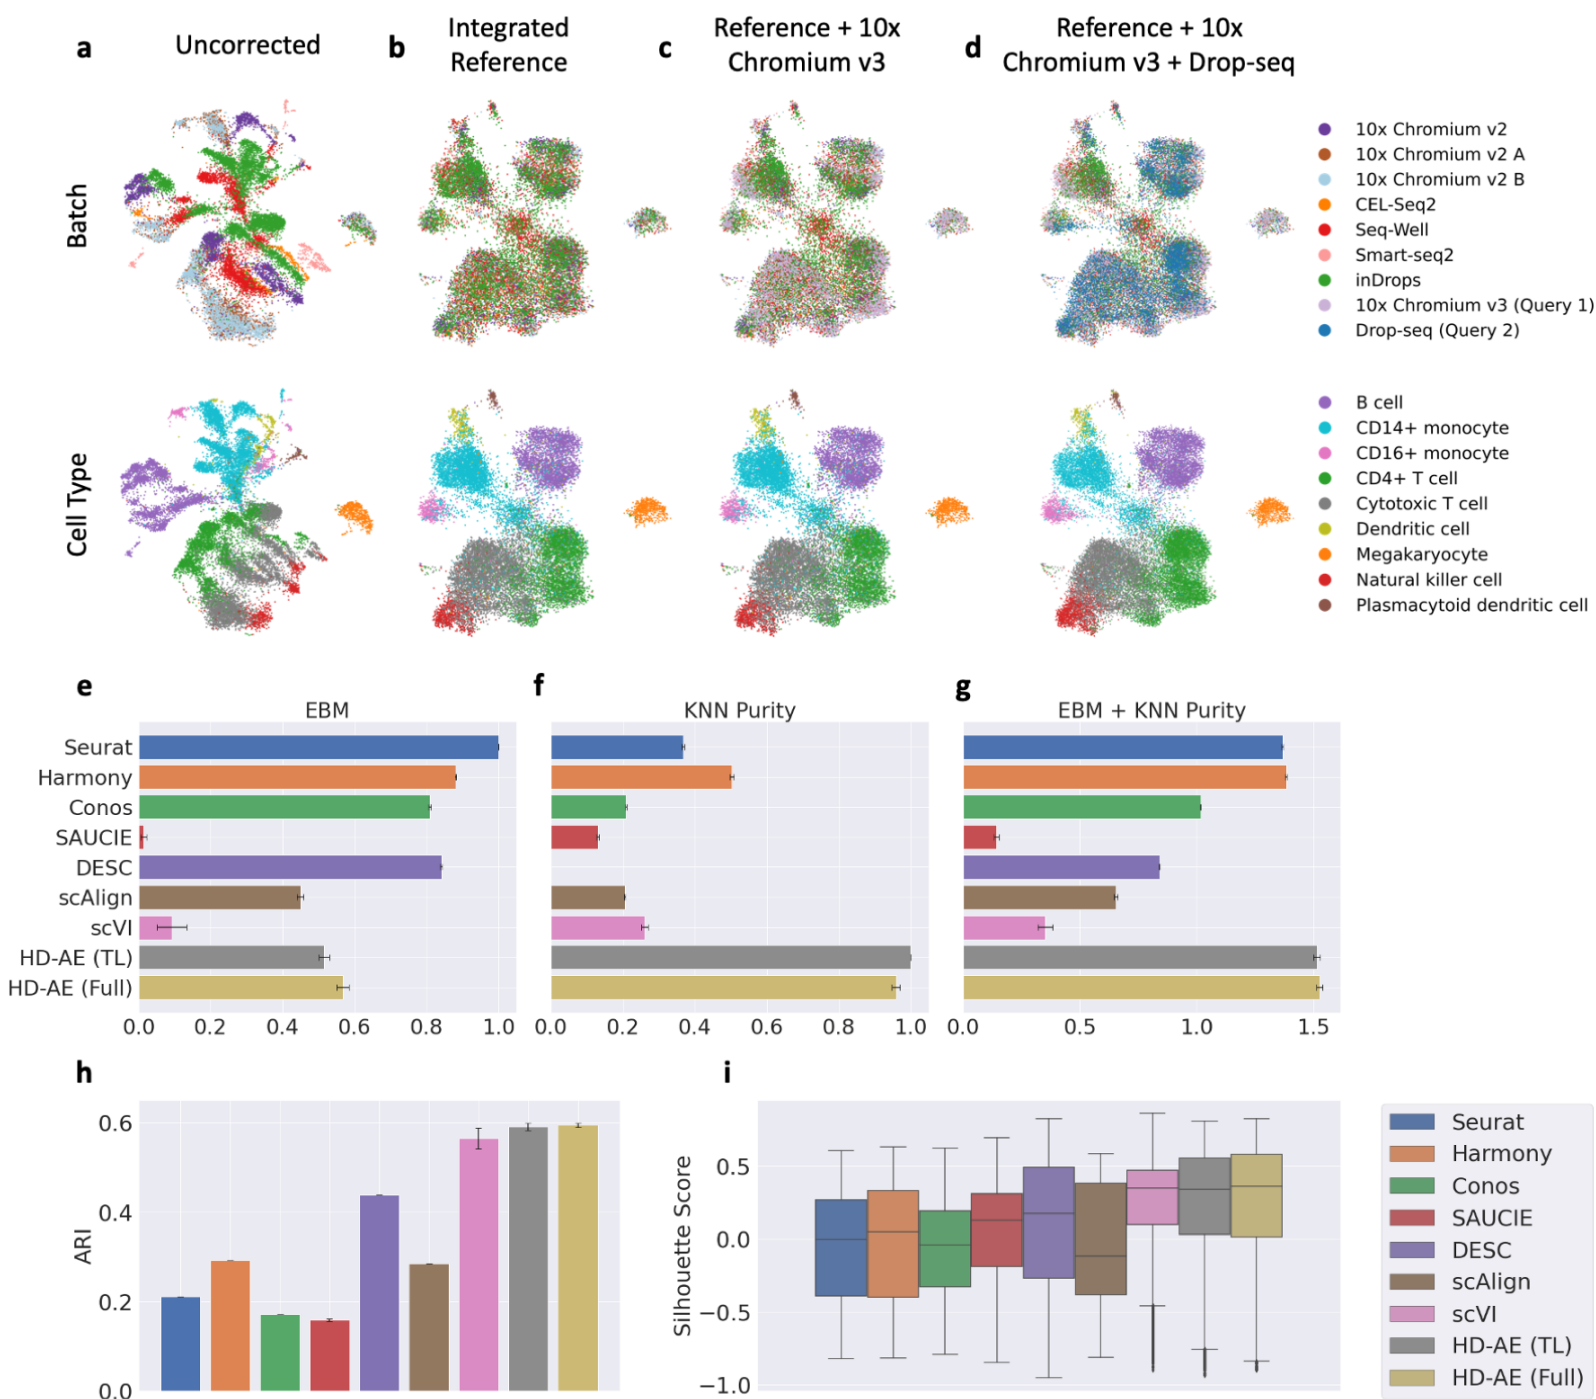 a
Uncorrected
b
Integrated
Reference
c
Reference + 10x
Chromium v3
d
Reference + 10x
Chromium v3 + Drop-seq
Batch
10x Chromium v2
10x Chromium v2 A
10x Chromium v2 B
CEL-Seq2
Seq-Well
Smart-seq2
inDrops
10x Chromium v3 (Query 1)
Drop-seq (Query 2)
Cell Type
B cell
CD14+ monocyte
CD16+ monocyte
CD4+ T cell
Cytotoxic T cell
Dendritic cell
Megakaryocyte
Natural killer cell
Plasmacytoid dendritic cell
e
EBM
Seurat
Harmony
Conos
SAUCIE
DESC
scAlign
scVI
HD-AE (TL)
HD-AE (Full)
0.0 0.2 0.4 0.6 0.8 1.0
f
KNN Purity
0.0 0.2 0.4 0.6 0.8 1.0
g
EBM + KNN Purity
0.0 0.5 1.0 1.5
h
ARI
0.6
0.4
0.2
0.0
i
Silhouette Score
0.5
0.0
−0.5
−1.0
Seurat
Harmony
Conos
SAUCIE
DESC
scAlign
scVI
HD-AE (TL)
HD-AE (Full)